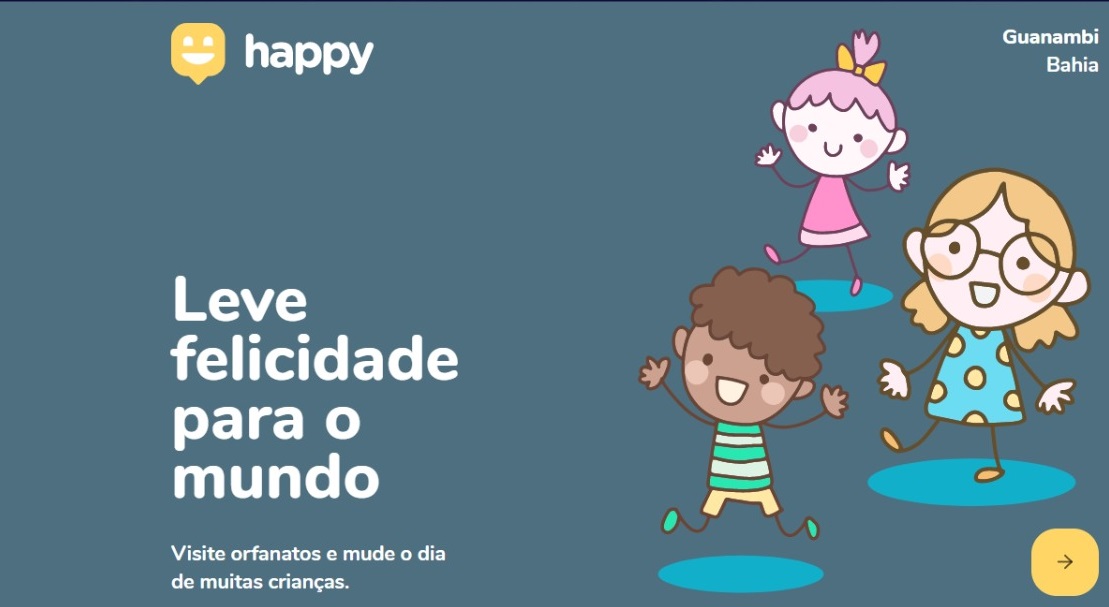 happy
Guanambi
Bahia
Leve
felicidade
para o
mundo
Visite orfanatos e mude o dia
de muitas crianças.